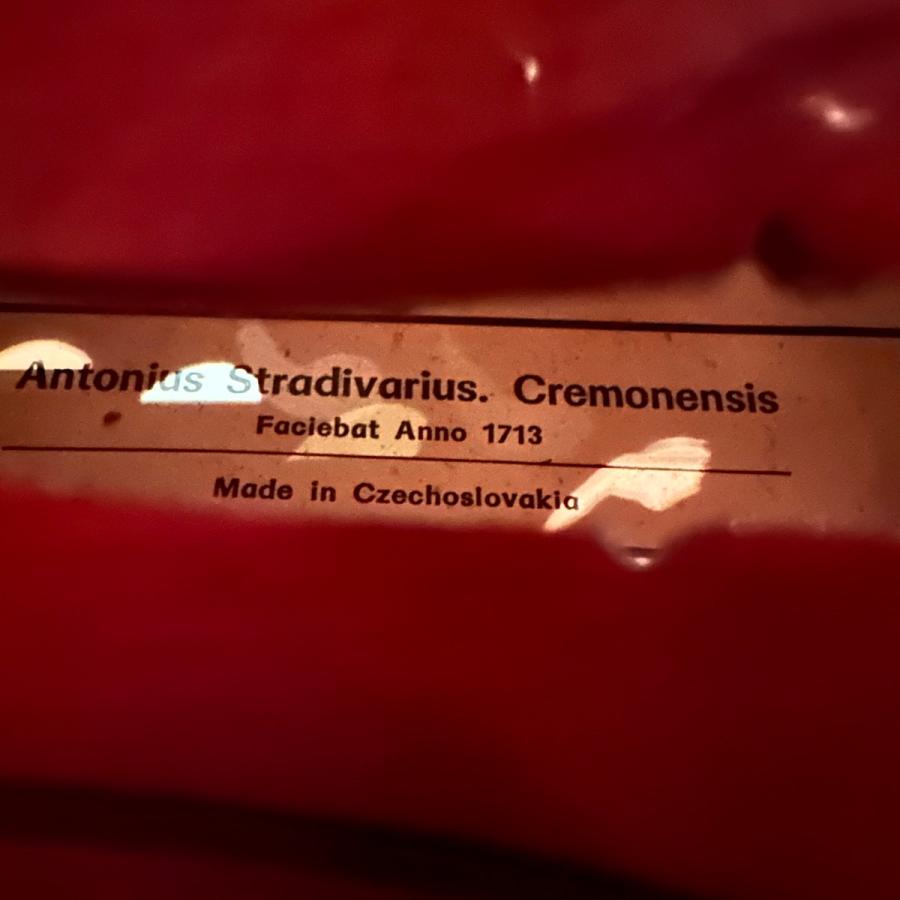 Antonius Stradivarius. Cremonensis
Faciebat Anno 1713
Made in Czechoslovakia